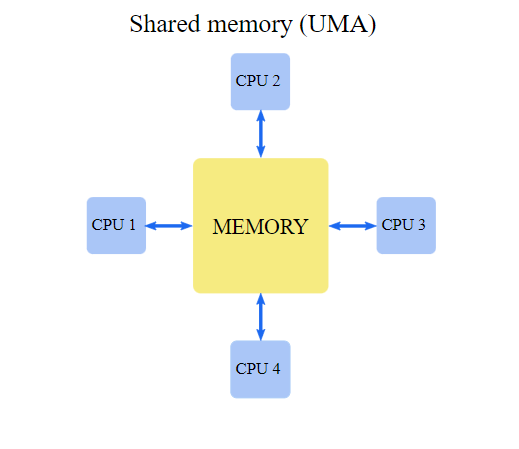 Shared memory (UMA)
CPU 2
CPU 1
MEMORY
CPU 3
CPU 4